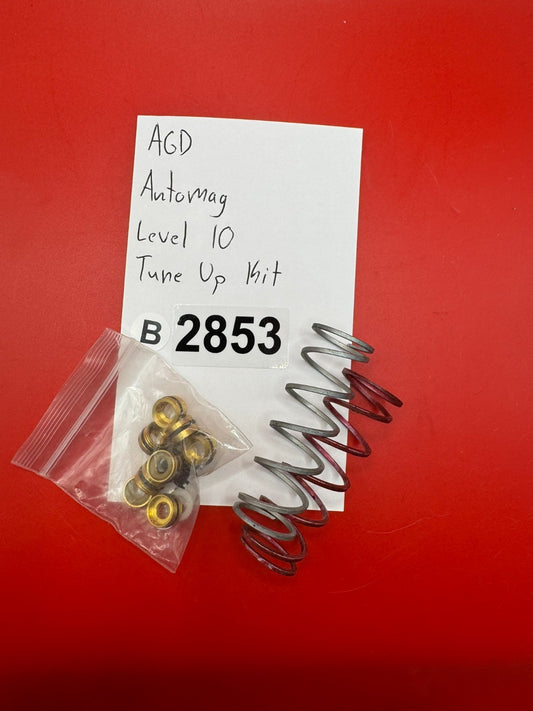 AGD
Automag
Level 10
Tune Up Kit
B 2853